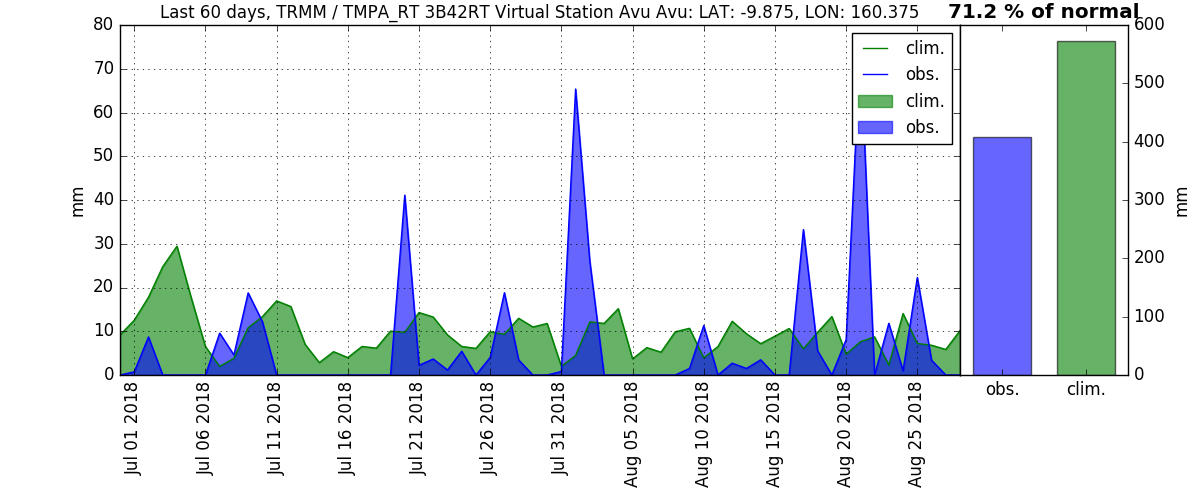 Last 60 days, TRMM / TMPA_RT 3B42RT Virtual Station Avu Avu: LAT: -9.875, LON: 160.375
71.2 % of normal
80
70
60
50
40
30
20
10
0
mm
clim.
obs.
clim.
obs.
Jul 01 2018
Jul 06 2018
Jul 11 2018
Jul 16 2018
Jul 21 2018
Jul 26 2018
Jul 31 2018
Aug 05 2018
Aug 10 2018
Aug 15 2018
Aug 20 2018
Aug 25 2018
600
500
400
300
200
100
0
mm
obs.
clim.